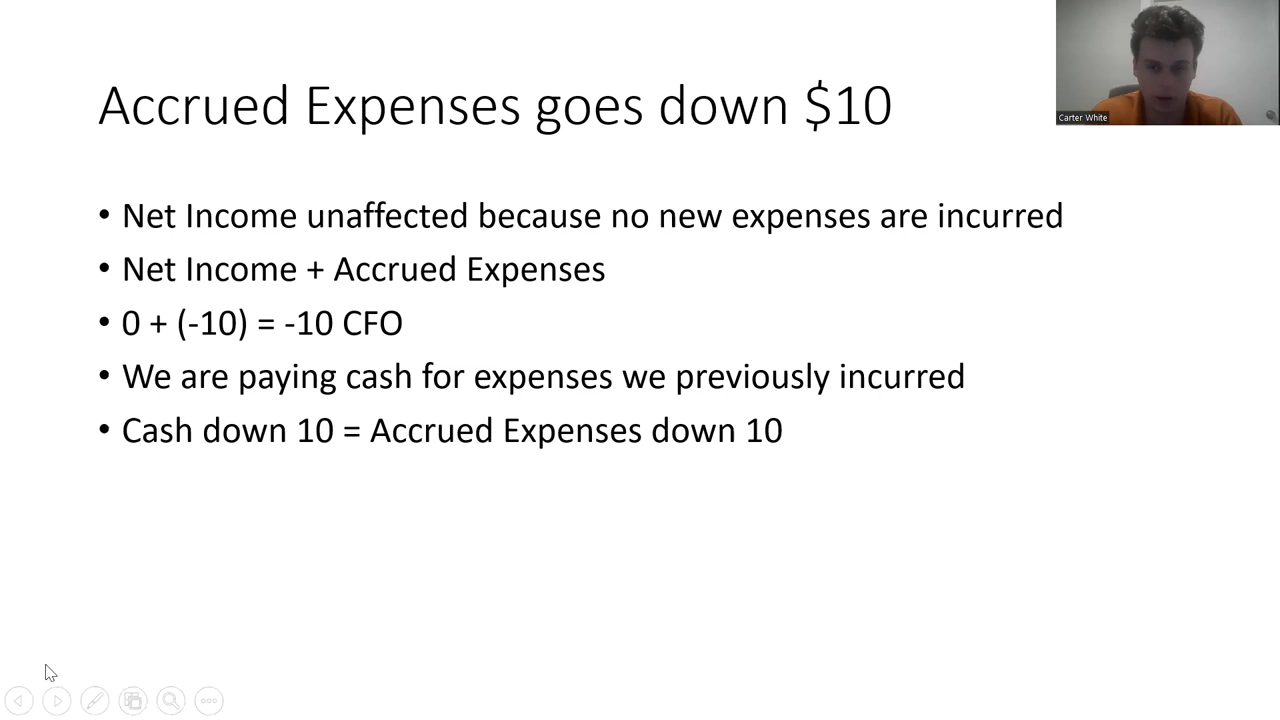 Accrued Expenses goes down $10
Carter White
• Net Income unaffected because no new expenses are incurred
• Net Income + Accrued Expenses
• 0 + (-10) = -10 CFO
• We are paying cash for expenses we previously incurred
• Cash down 10 = Accrued Expenses down 10